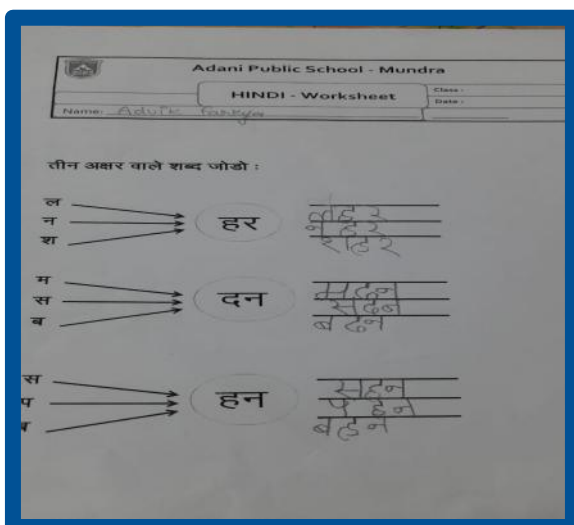 Adani Public School - Mundra
HINDI - Worksheet
Class :
Date :
Name: Advik
तीन अक्षर वाले शब्द जोडो :
ल
न
श
हर
लहर
नहर
शहर
म
स
ब
दन
मदन
सदन
बदन
स
प
ब
हन
सहन
पहन
बहन